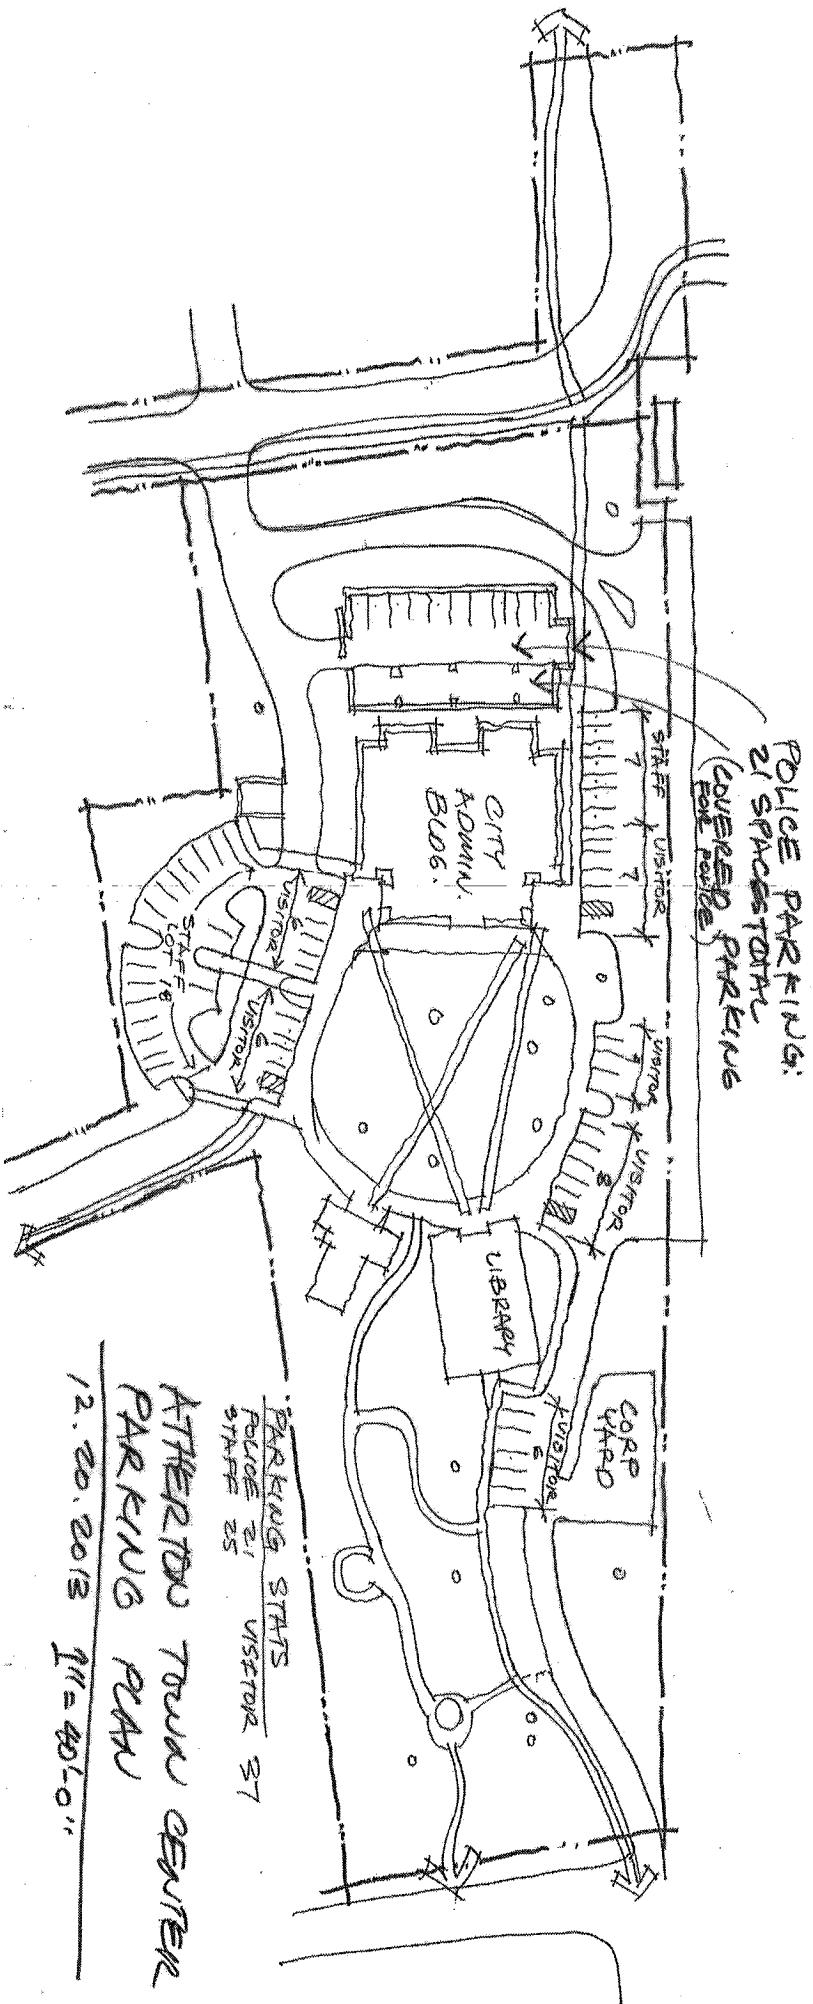 POLICE PARKING:
21 SPACES TOTAL
(COVERED PARKING
FOR POLICE)
STAFF
7
VISITOR
7
CITY
ADMIN.
BLDG.
VISITOR
6
VISITOR
6
STAFF
LOT 18
VISITOR
VISITOR
8
LIBRARY
VISITOR
6
CORP
YARD
PARKING STATS
POLICE 21 VISITOR 37
STAFF 25
ATHERTON TOWN CENTER
PARKING PLAN
12.20.2013 1"=40'-0"